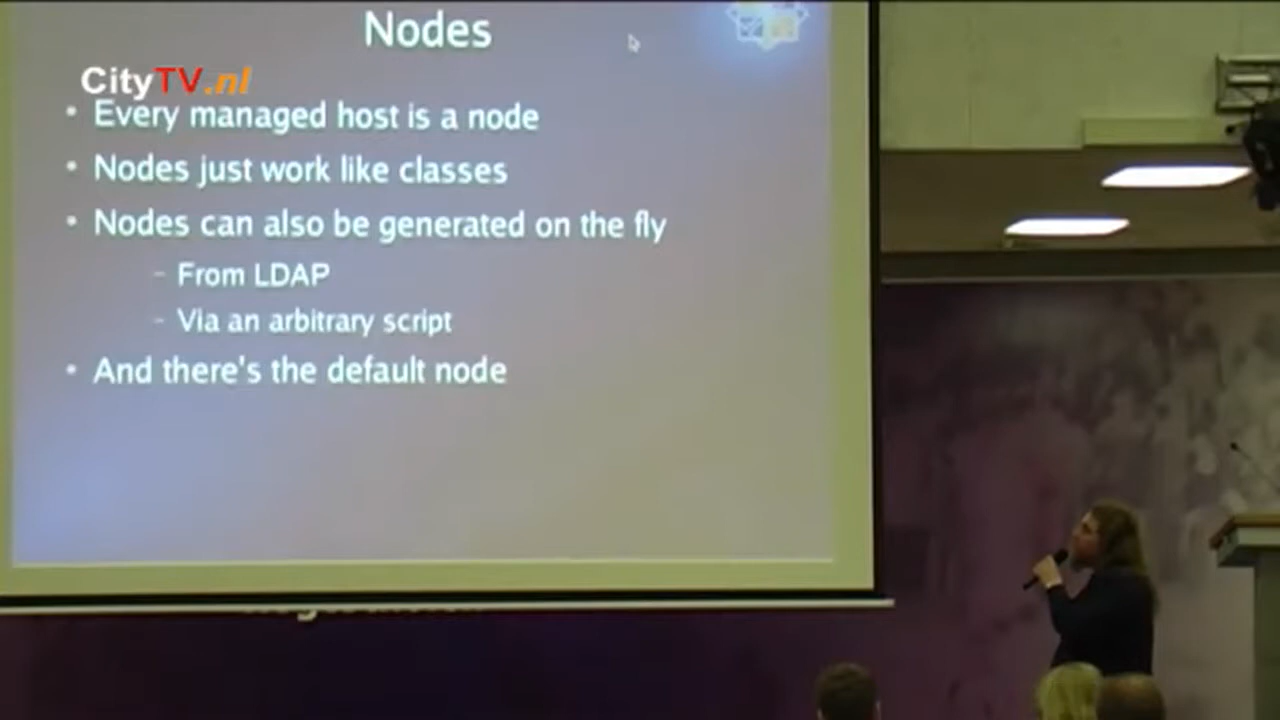 Nodes
CityTV.nl
• Every managed host is a node
• Nodes just work like classes
• Nodes can also be generated on the fly
– From LDAP
– Via an arbitrary script
• And there's the default node